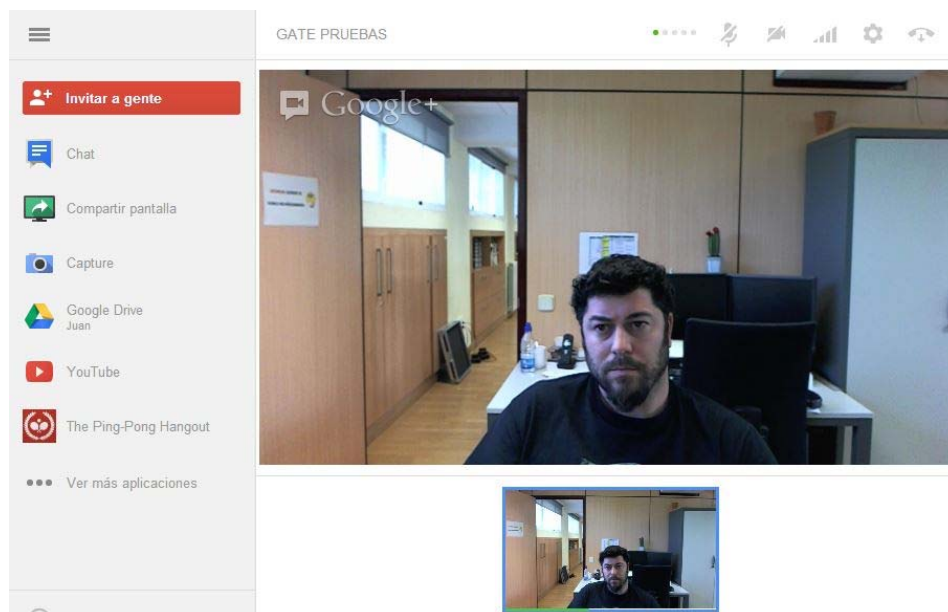 GATE PRUEBAS
Invitar a gente
Google+
Chat
Compartir pantalla
Capture
Google Drive
Juan
YouTube
The Ping-Pong Hangout
Ver más aplicaciones